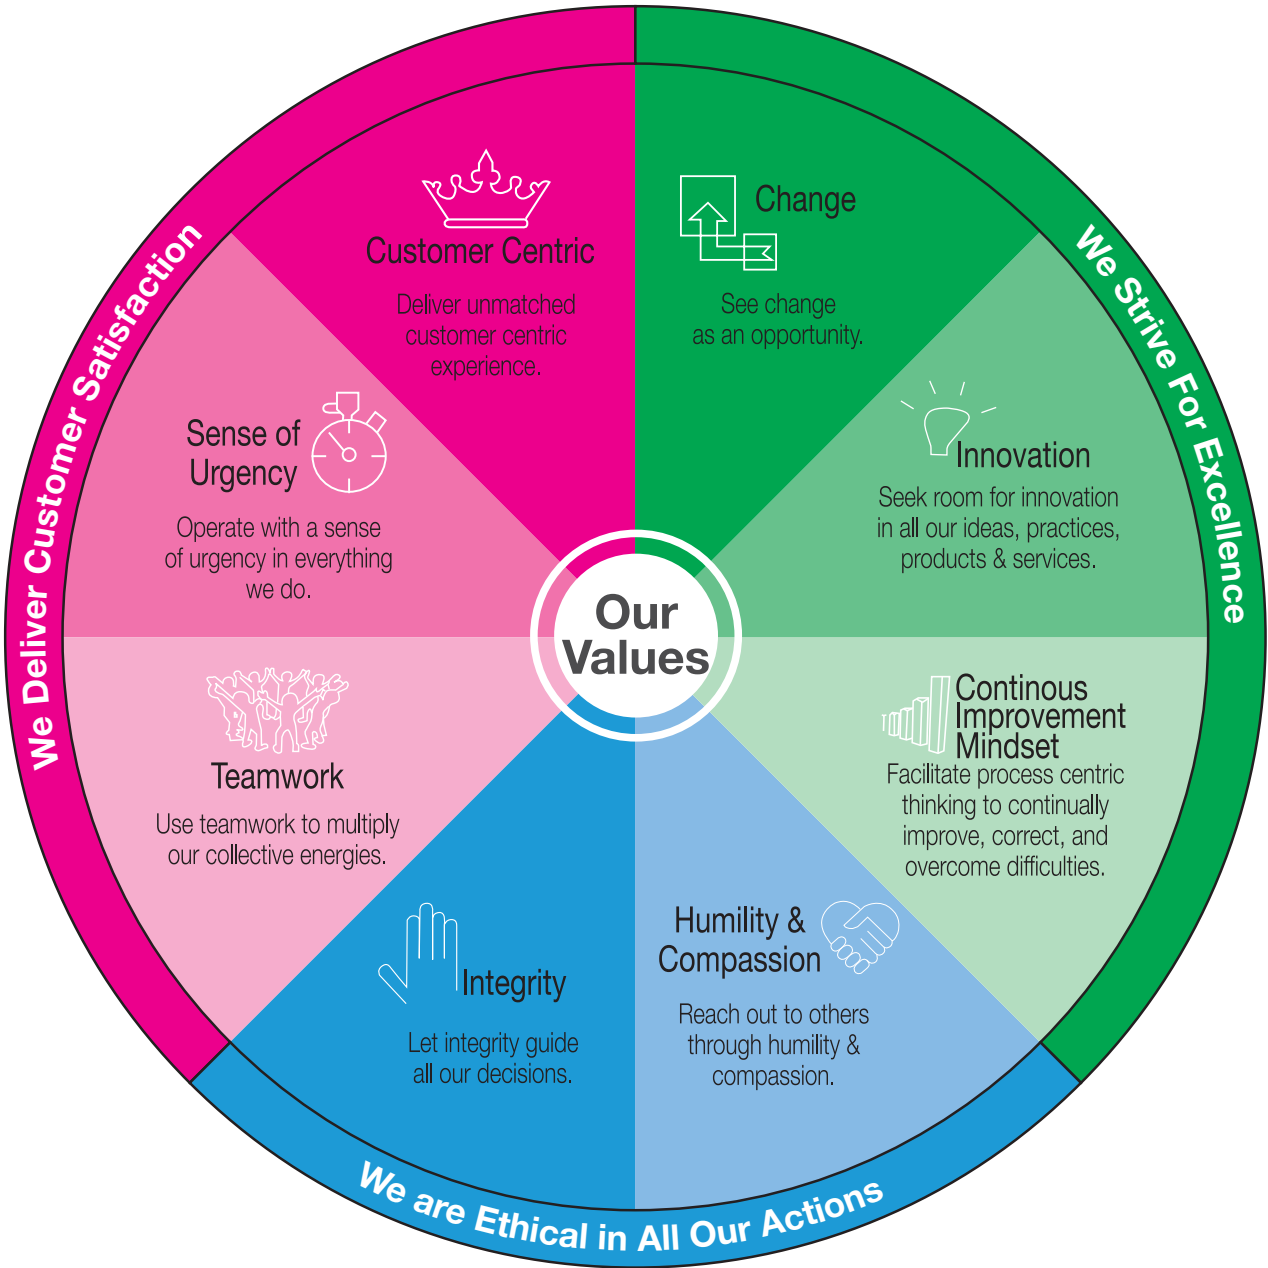 Our
Values
We Strive For Excellence
Change
See change
as an opportunity.
Innovation
Seek room for innovation
in all our ideas, practices,
products & services.
Continous
Improvement
Mindset
Facilitate process centric
thinking to continually
improve, correct, and
overcome difficulties.
We are Ethical in All Our Actions
Humility &
Compassion
Reach out to others
through humility &
compassion.
Integrity
Let integrity guide
all our decisions.
We Deliver Customer Satisfaction
Teamwork
Use teamwork to multiply
our collective energies.
Sense of
Urgency
Operate with a sense
of urgency in everything
we do.
Customer Centric
Deliver unmatched
customer centric
experience.